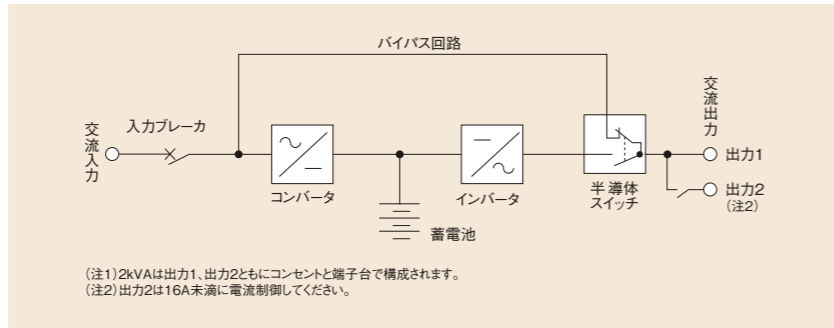 バイパス回路
交流入力
入力ブレーカ
コンバータ
蓄電池
インバータ
半導体
スイッチ
交流出力
出力1
出力2
(注2)
(注1)2kVAは出力1、出力2ともにコンセントと端子台で構成されます。
(注2)出力2は16A未滴に電流制御してください。